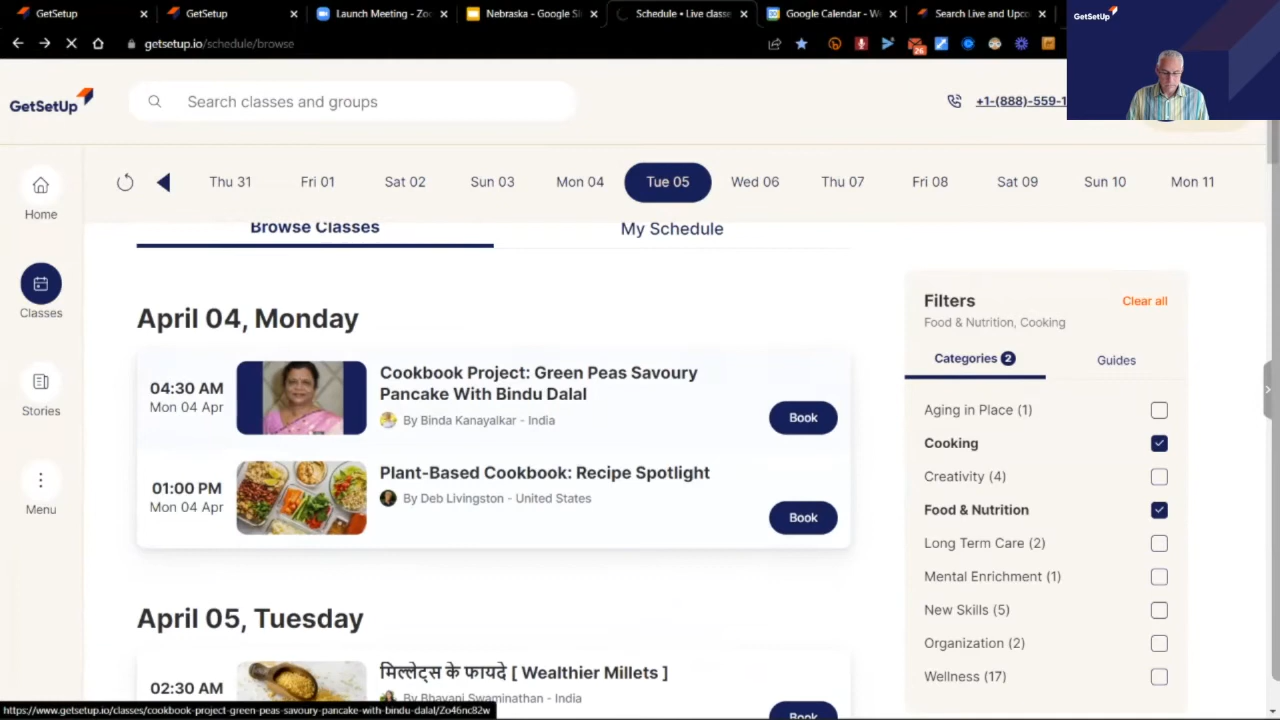 GetSetUp
GetSetUp
Launch Meeting - Zoo
Nebraska - Google Sl
Schedule • Live classe
Google Calendar - We
Search Live and Upco
getsetup.io/schedule/browse
26
GetSetUp
GetSetUp
Search classes and groups
+1-(888)-559-1
Thu 31
Fri 01
Sat 02
Sun 03
Mon 04
Tue 05
Wed 06
Thu 07
Fri 08
Sat 09
Sun 10
Mon 11
Home
Classes
Stories
Menu
Browse Classes
My Schedule
April 04, Monday
04:30 AM
Mon 04 Apr
Cookbook Project: Green Peas Savoury
Pancake With Bindu Dalal
By Binda Kanayalkar - India
Book
01:00 PM
Mon 04 Apr
Plant-Based Cookbook: Recipe Spotlight
By Deb Livingston - United States
Book
April 05, Tuesday
02:30 AM
मिल्लेट्स के फायदे [ Wealthier Millets ]
By Bhavani Swaminathan - India
Book
Filters
Clear all
Food & Nutrition, Cooking
Categories 2
Guides
Aging in Place (1)
Cooking
Creativity (4)
Food & Nutrition
Long Term Care (2)
Mental Enrichment (1)
New Skills (5)
Organization (2)
Wellness (17)
https://www.getsetup.io/classes/cookbook-project-green-peas-savoury-pancake-with-bindu-dalal/Zo46nc82w